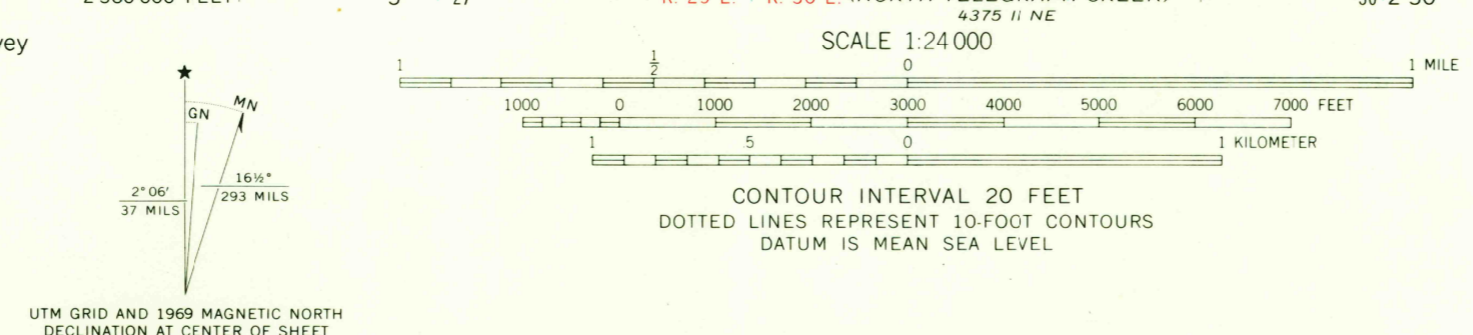 4375 II NE
vey
SCALE 1:24 000
1 1/2 0 1 MILE
1000 0 1000 2000 3000 4000 5000 6000 7000 FEET
1 .5 0 1 KILOMETER
★
GN MN
2° 06′
37 MILS
16½°
293 MILS
CONTOUR INTERVAL 20 FEET
DOTTED LINES REPRESENT 10-FOOT CONTOURS
DATUM IS MEAN SEA LEVEL
UTM GRID AND 1969 MAGNETIC NORTH
DECLINATION AT CENTER OF SHEET